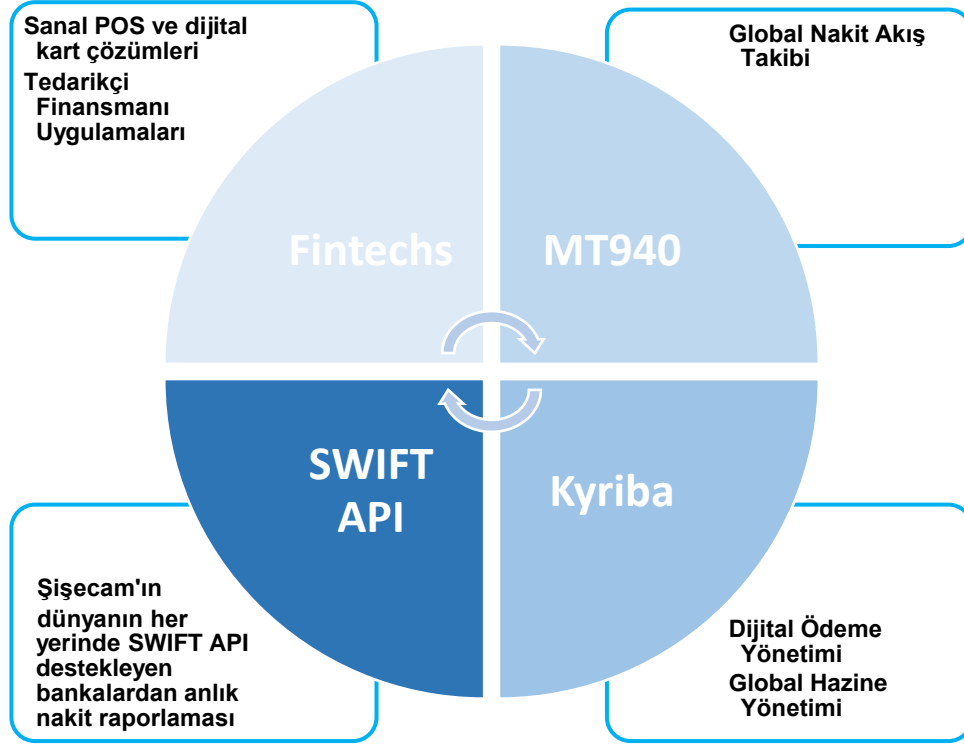 Sanal POS ve dijital
kart çözümleri
Tedarikçi
Finansmanı
Uygulamaları
Global Nakit Akış
Takibi
Fintechs
MT940
SWIFT
API
Kyriba
Şişecam'ın
dünyanın her
yerinde SWIFT API
destekleyen
bankalardan anlık
nakit raporlaması
Dijital Ödeme
Yönetimi
Global Hazine
Yönetimi